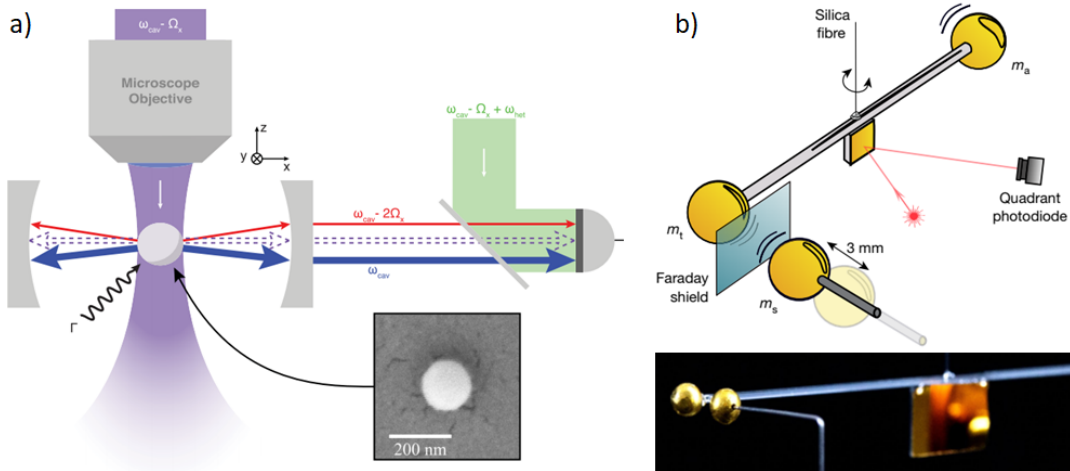 a)
ω_cav - Ω_x
Microscope
Objective
z
y
x
ω_cav - Ω_x + ω_het
ω_cav - 2Ω_x
ω_cav
Γ
200 nm
b)
Silica
fibre
m_a
Quadrant
photodiode
m_t
3 mm
Faraday
shield
m_s